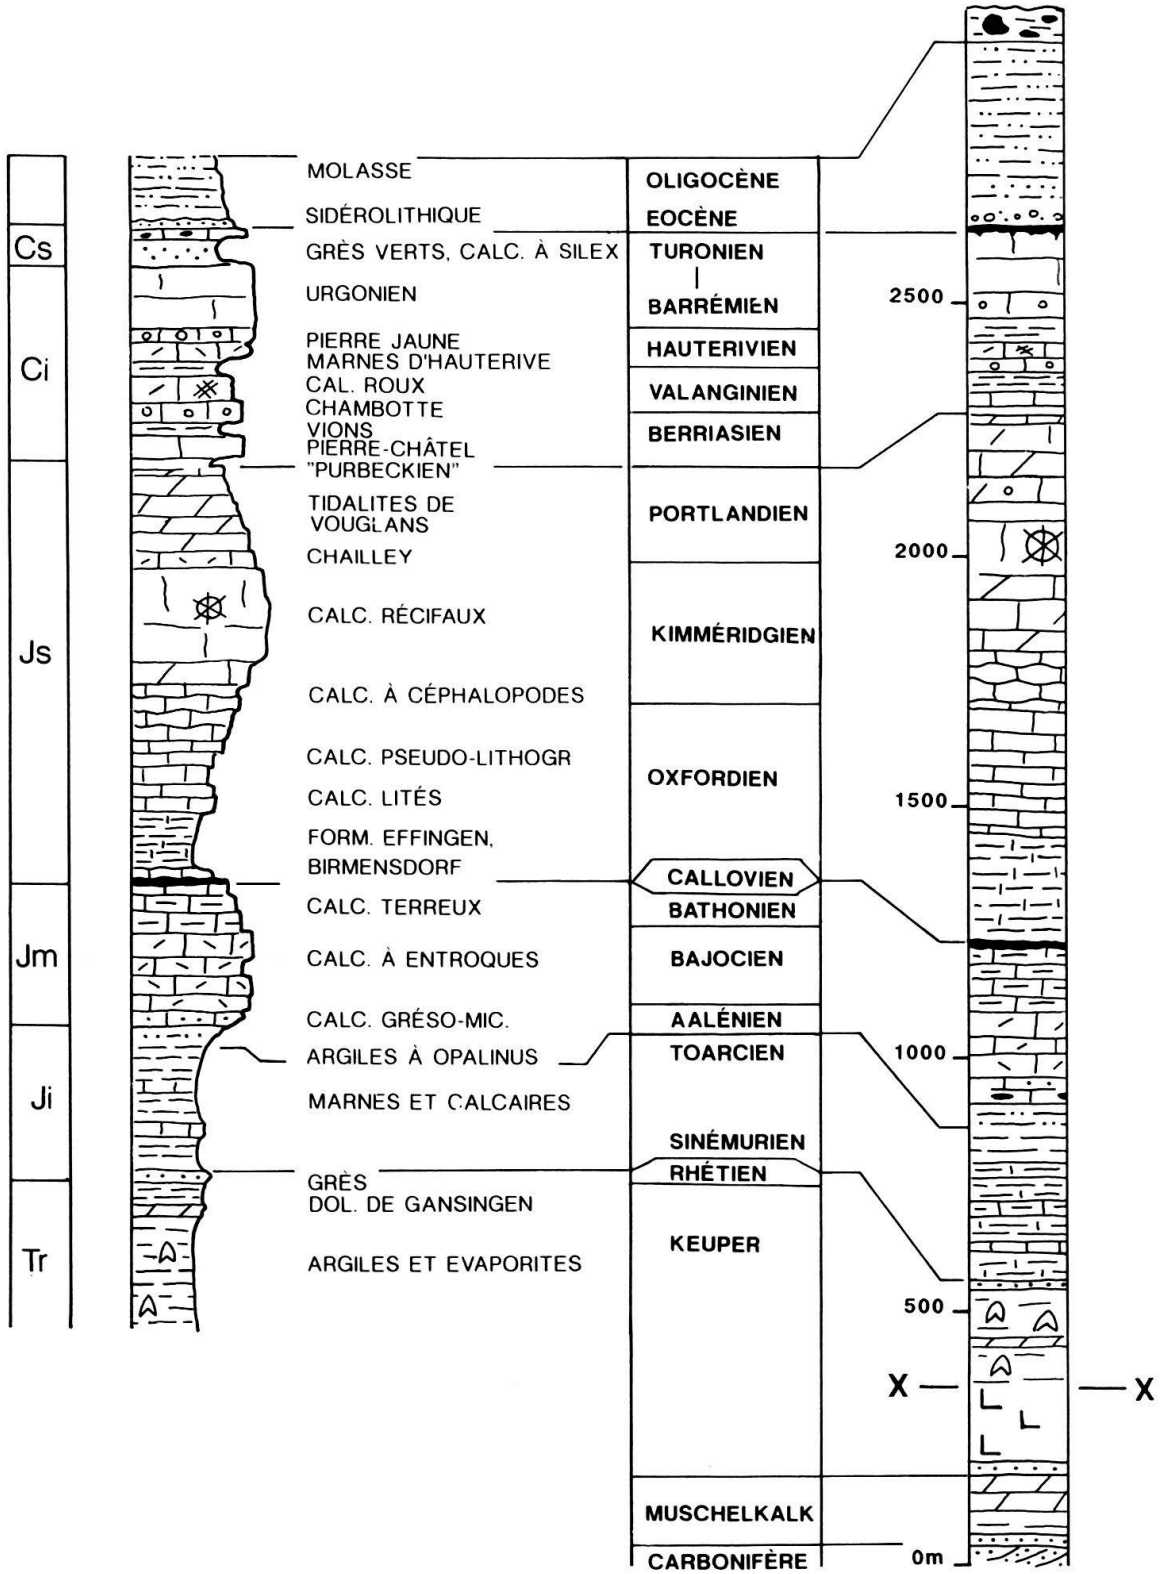 MOLASSE
SIDÉROLITHIQUE
GRÈS VERTS, CALC. À SILEX
URGONIEN
PIERRE JAUNE
MARNES D'HAUTERIVE
CAL. ROUX
CHAMBOTTE
VIONS
PIERRE-CHÂTEL
"PURBECKIEN"
TIDALITES DE
VOUGLANS
CHAILLEY
CALC. RÉCIFAUX
CALC. À CÉPHALOPODES
CALC. PSEUDO-LITHOGR
CALC. LITÉS
FORM. EFFINGEN,
BIRMENSDORF
CALC. TERREUX
CALC. À ENTROQUES
CALC. GRÉSO-MIC.
ARGILES À OPALINUS
MARNES ET CALCAIRES
GRÈS
DOL. DE GANSINGEN
ARGILES ET EVAPORITES
Cs
Ci
Js
Jm
Ji
Tr
OLIGOCÈNE
EOCÈNE
TURONIEN
BARRÉMIEN
HAUTERIVIEN
VALANGINIEN
BERRIASIEN
PORTLANDIEN
KIMMÉRIDGIEN
OXFORDIEN
CALLOVIEN
BATHONIEN
BAJOCIEN
AALÉNIEN
TOARCIEN
SINÉMURIEN
RHÉTIEN
KEUPER
MUSCHELKALK
CARBONIFÈRE
2500
2000
1500
1000
500
X X
0m